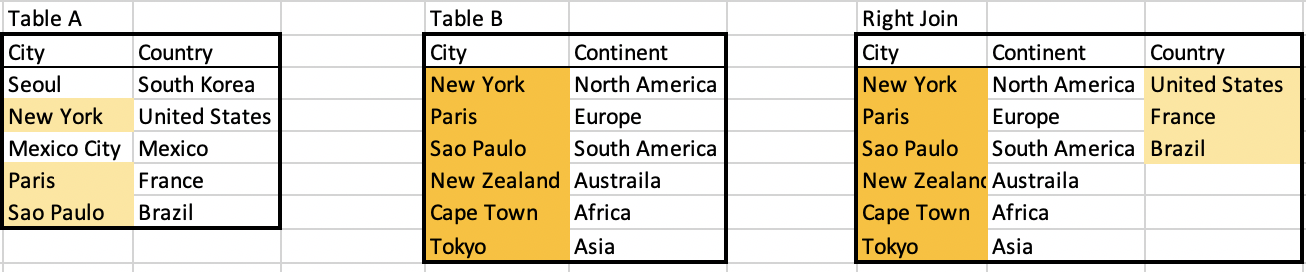 Table A
City Country
Seoul South Korea
New York United States
Mexico City Mexico
Paris France
Sao Paulo Brazil
Table B
City Continent
New York North America
Paris Europe
Sao Paulo South America
New Zealand Austraila
Cape Town Africa
Tokyo Asia
Right Join
City Continent Country
New York North America United States
Paris Europe France
Sao Paulo South America Brazil
New Zealand Austraila
Cape Town Africa
Tokyo Asia